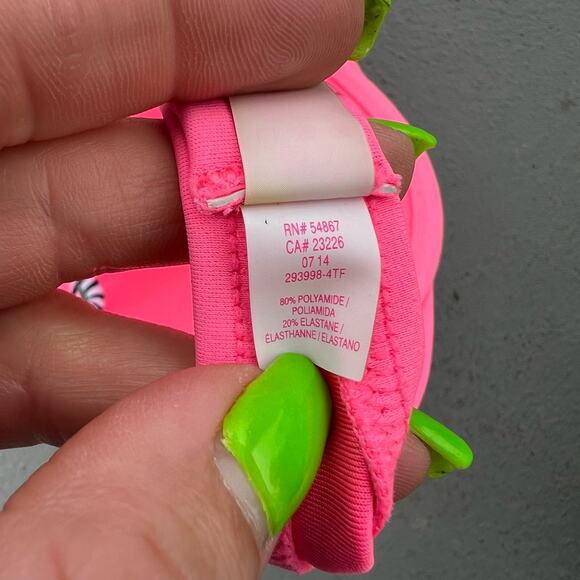 RN# 54867
CA# 23226
07 14
293998-4TF
80% POLYAMIDE /
POLIAMIDA
20% ELASTANE /
ÉLASTHANNE / ELASTANO